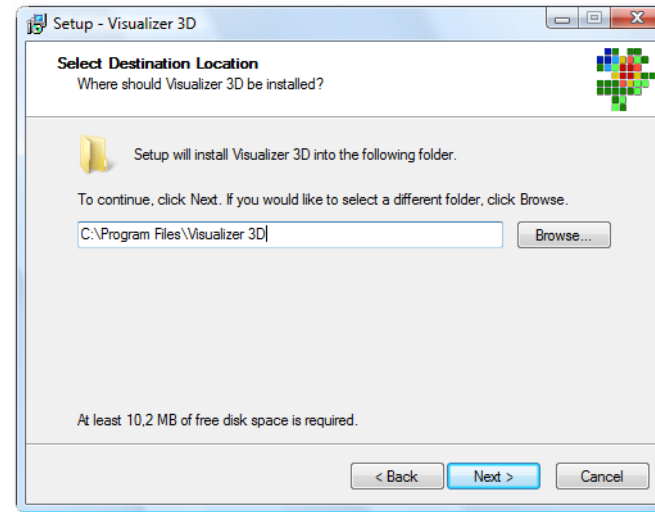 Setup - Visualizer 3D
Select Destination Location
Where should Visualizer 3D be installed?
Setup will install Visualizer 3D into the following folder.
To continue, click Next. If you would like to select a different folder, click Browse.
C:\Program Files\Visualizer 3D
Browse...
At least 10,2 MB of free disk space is required.
< Back
Next >
Cancel